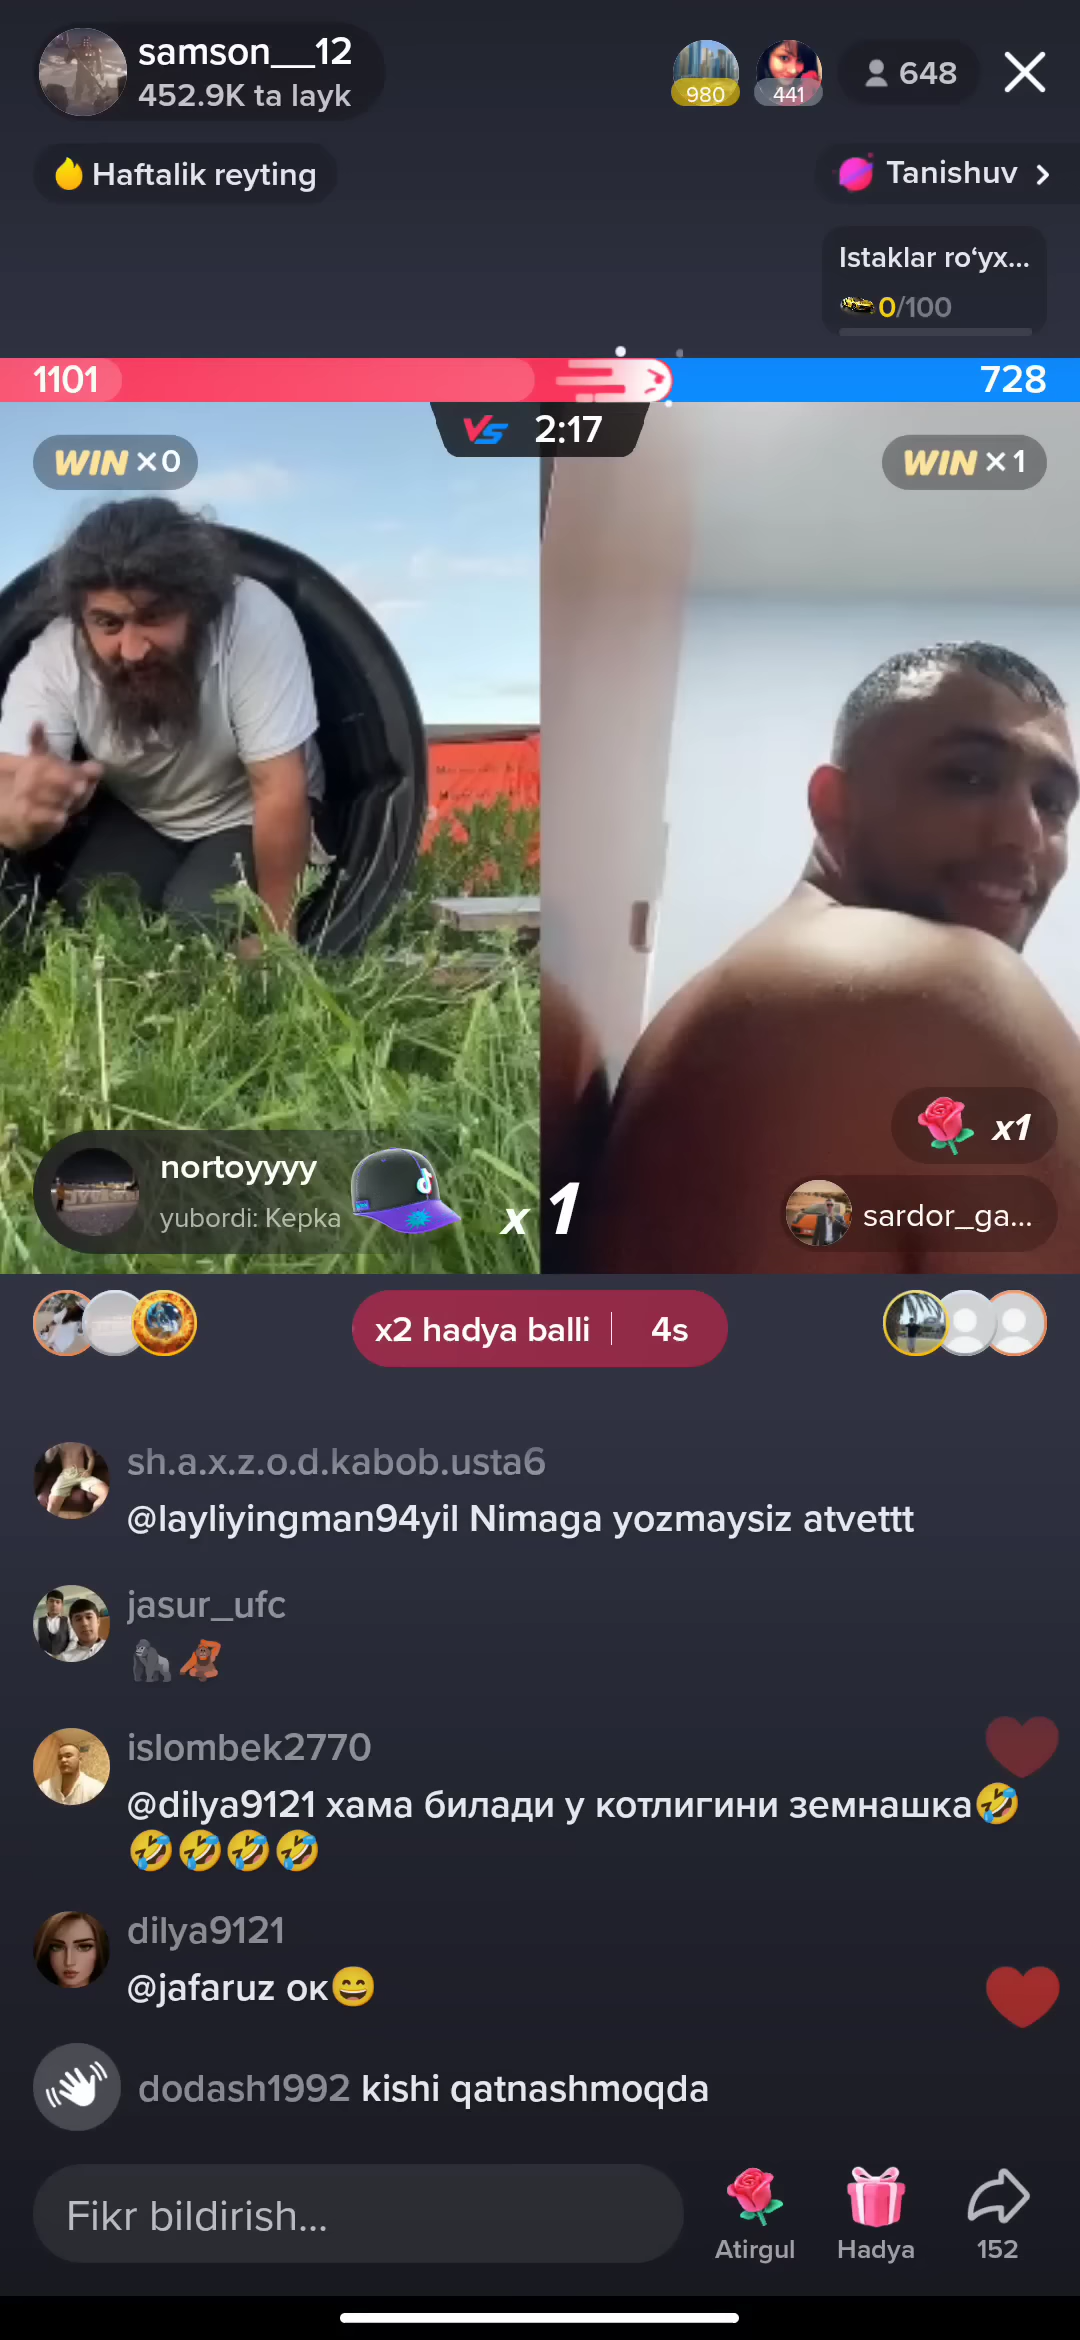 samson__12
452.9K ta layk
980
441
648
Haftalik reyting
Tanishuv
Istaklar ro‘yx...
0/100
1101
728
VS 2:17
WIN ×0
WIN ×1
nortoyyyy
yubordi: Kepka
x 1
x1
sardor_ga...
x2 hadya balli | 4s
sh.a.x.z.o.d.kabob.usta6
@layliyingman94yil Nimaga yozmaysiz atvettt
jasur_ufc
🦍🦧
islombek2770
@dilya9121 хама билади у котлигини земнашка🤣
🤣🤣🤣🤣
dilya9121
@jafaruz ок😄
dodash1992 kishi qatnashmoqda
Fikr bildirish...
Atirgul
Hadya
152